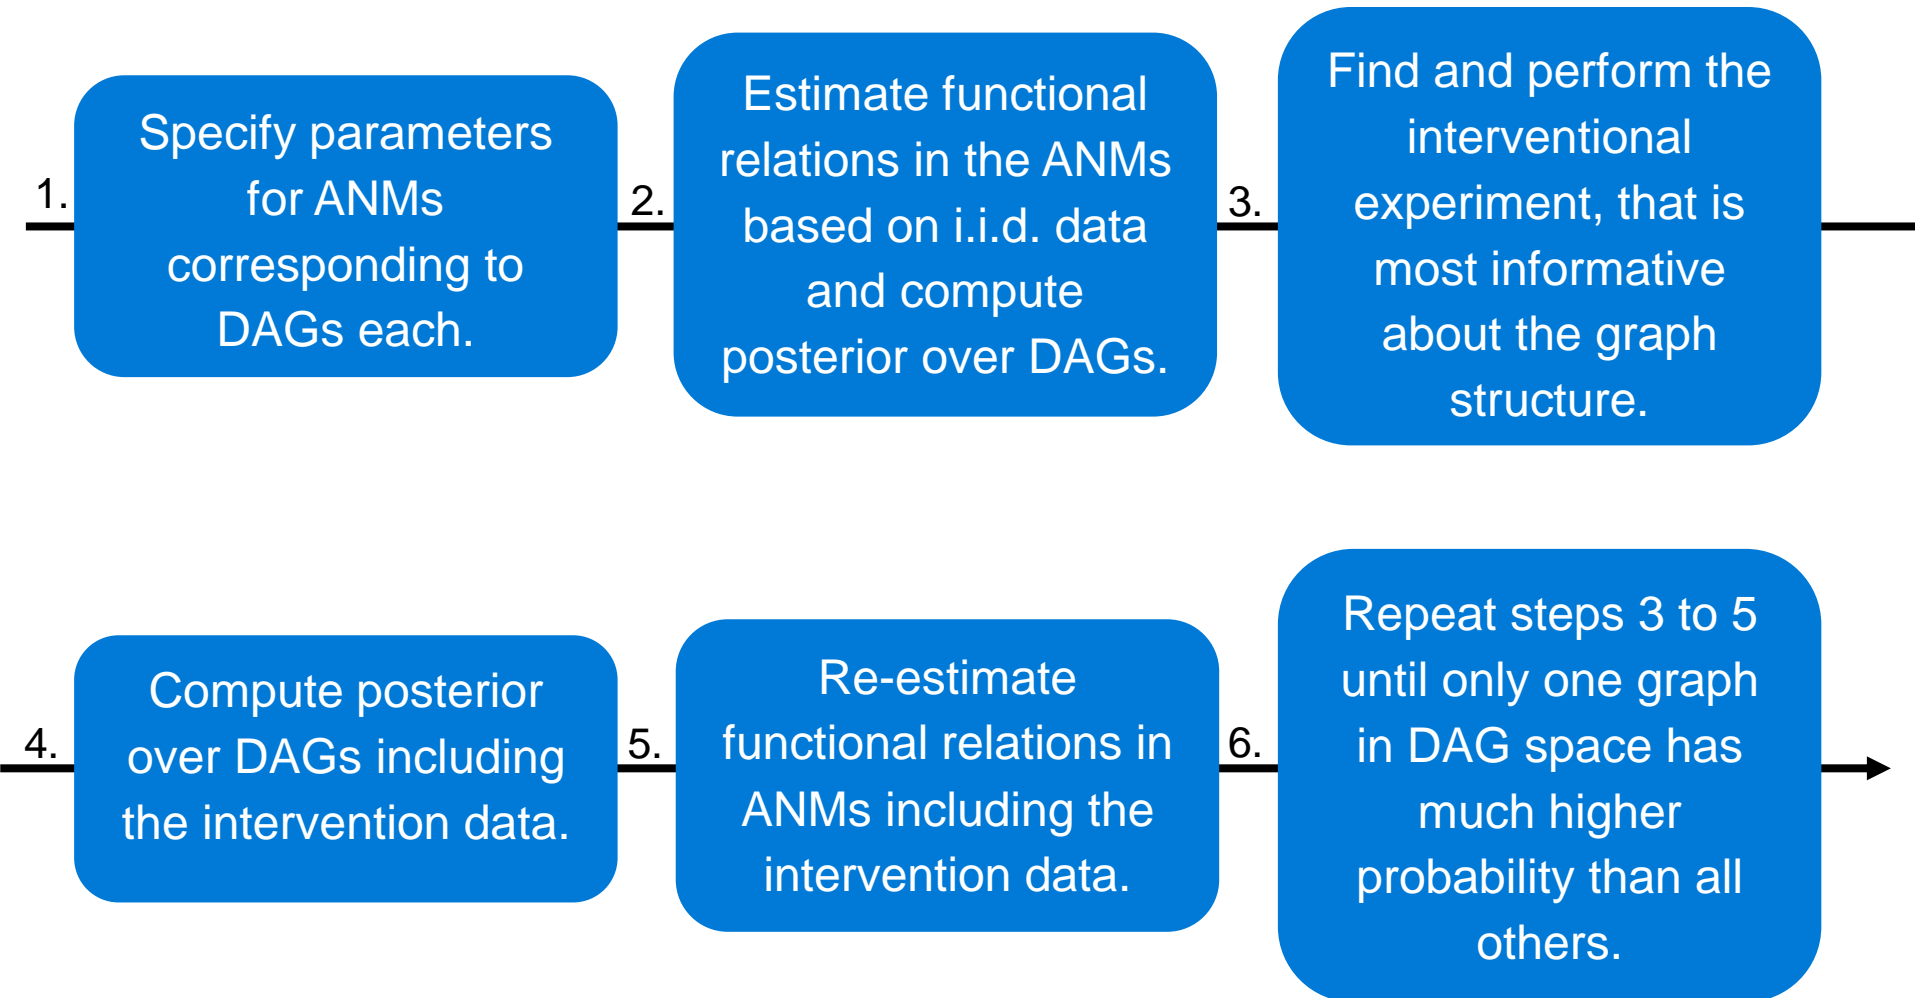 1.
Specify parameters
for ANMs
corresponding to
DAGs each.
2.
Estimate functional
relations in the ANMs
based on i.i.d. data
and compute
posterior over DAGs.
3.
Find and perform the
interventional
experiment, that is
most informative
about the graph
structure.
4.
Compute posterior
over DAGs including
the intervention data.
5.
Re-estimate
functional relations in
ANMs including the
intervention data.
6.
Repeat steps 3 to 5
until only one graph
in DAG space has
much higher
probability than all
others.